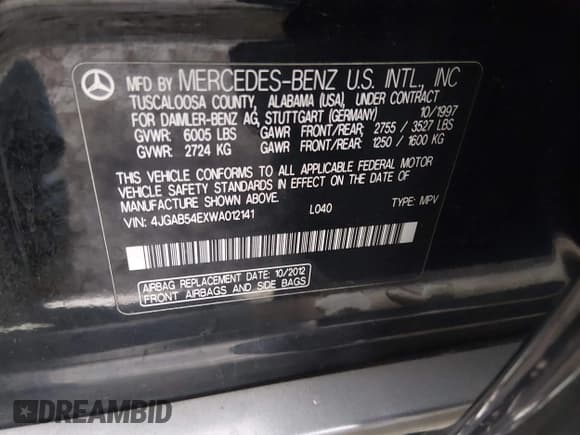 MFD BY MERCEDES-BENZ U.S. INTL., INC
TUSCALOOSA COUNTY, ALABAMA (USA), UNDER CONTRACT
FOR DAIMLER-BENZ AG, STUTTGART (GERMANY) 10/1997
GVWR: 6005 LBS GAWR FRONT/REAR: 2755 / 3527 LBS
GVWR: 2724 KG GAWR FRONT/REAR: 1250 / 1600 KG
THIS VEHICLE CONFORMS TO ALL APPLICABLE FEDERAL MOTOR
VEHICLE SAFETY STANDARDS IN EFFECT ON THE DATE OF
MANUFACTURE SHOWN ABOVE.
VIN: 4JGAB54EXWA012141 L040 TYPE: MPV
AIRBAG REPLACEMENT DATE: 10/2012
FRONT AIRBAGS AND SIDE BAGS
DREAMBID